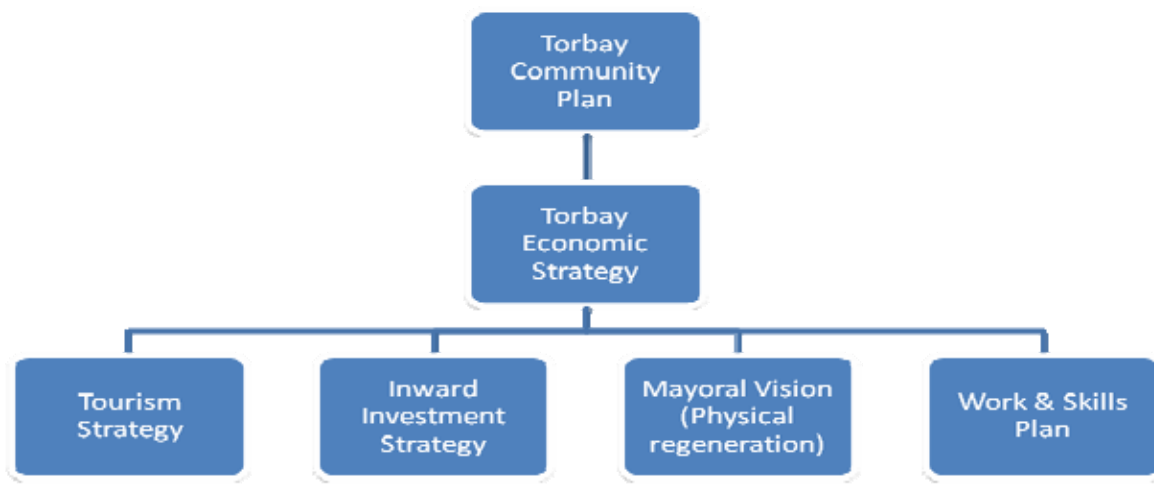 Torbay
Community
Plan
Torbay
Economic
Strategy
Tourism
Strategy
Inward
Investment
Strategy
Mayoral Vision
(Physical
regeneration)
Work & Skills
Plan